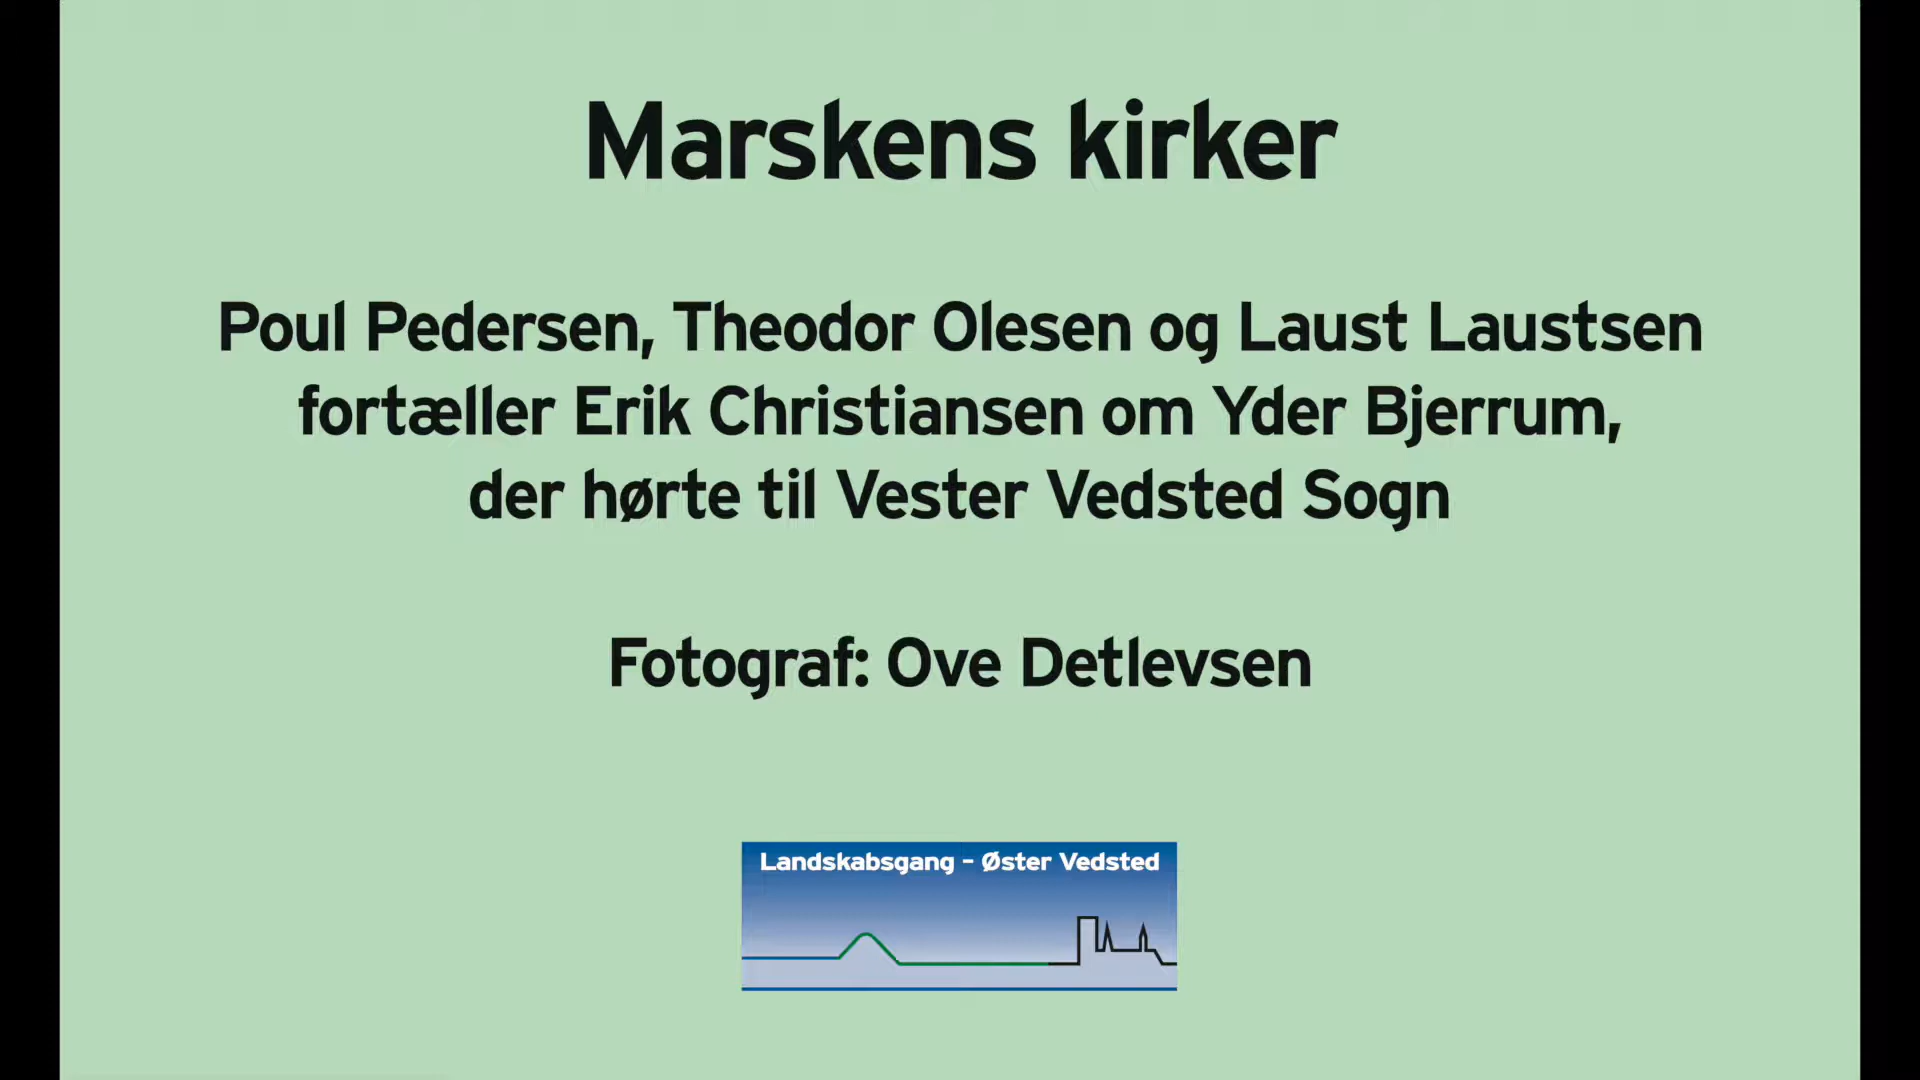 Marskens kirker
Poul Pedersen, Theodor Olesen og Laust Laustsen
fortæller Erik Christiansen om Yder Bjerrum,
der hørte til Vester Vedsted Sogn
Fotograf: Ove Detlevsen
Landskabsgang - Øster Vedsted